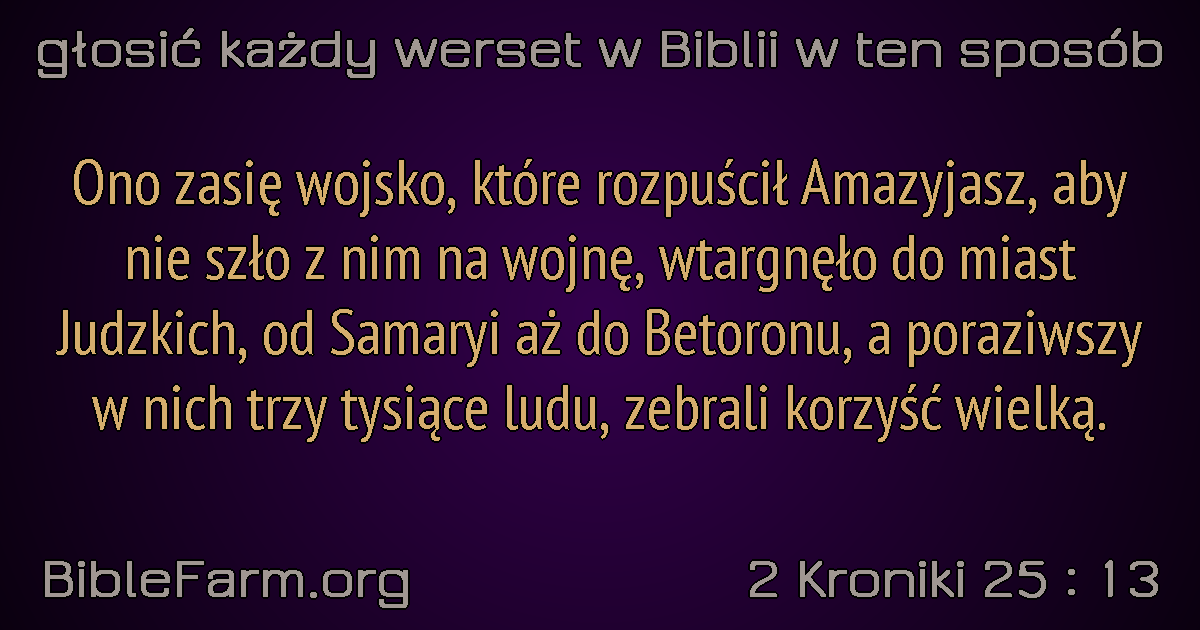 głosić każdy werset w Biblii w ten sposób
Ono zasię wojsko, które rozpuścił Amazyjasz, aby
nie szło z nim na wojnę, wtargnęło do miast
Judzkich, od Samaryi aż do Betoronu, a poraziwszy
w nich trzy tysiące ludu, zebrali korzyść wielką.
BibleFarm.org
2 Kroniki 25 : 13